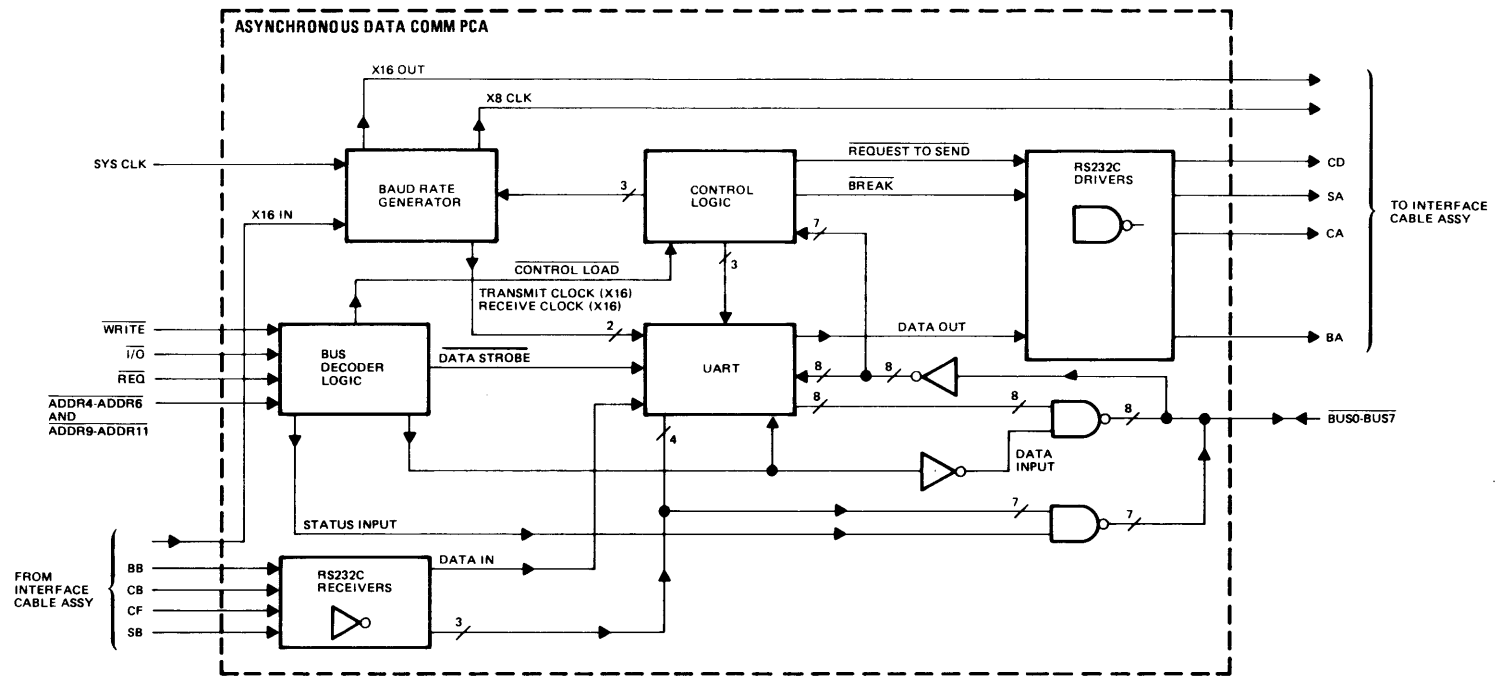 ASYNCHRONOUS DATA COMM PCA
X16 OUT
X8 CLK
SYS CLK
BAUD RATE
GENERATOR
3
CONTROL
LOGIC
REQUEST TO SEND
BREAK
RS232C
DRIVERS
CD
SA
CA
BA
TO INTERFACE
CABLE ASSY
X16 IN
7
3
CONTROL LOAD
TRANSMIT CLOCK (X16)
RECEIVE CLOCK (X16)
2
WRITE
I/O
REQ
ADDR4-ADDR6
AND
ADDR9-ADDR11
BUS
DECODER
LOGIC
DATA STROBE
UART
DATA OUT
8
8
8
8
8
BUS0-BUS7
4
DATA
INPUT
STATUS INPUT
7
7
FROM
INTERFACE
CABLE ASSY
BB
CB
CF
SB
RS232C
RECEIVERS
DATA IN
3